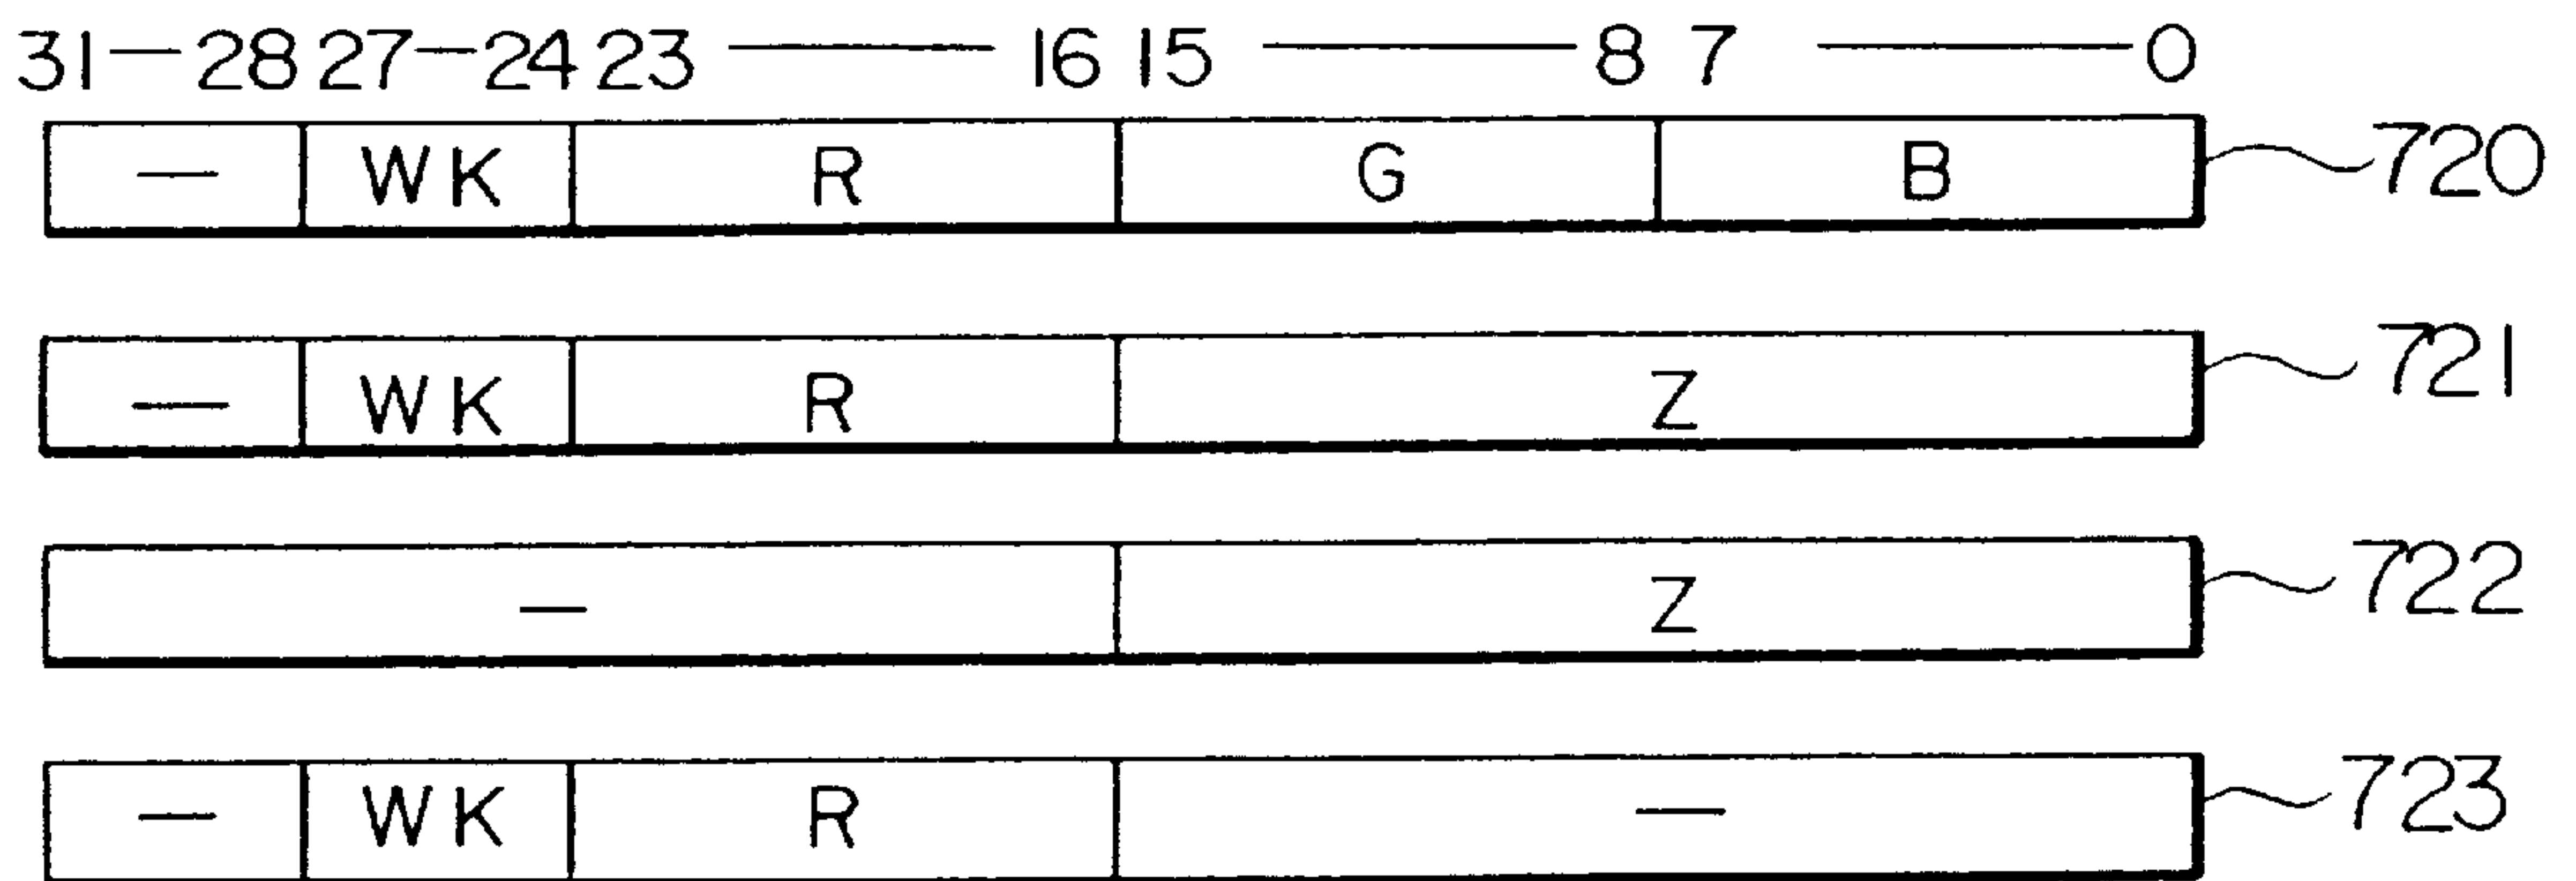 31—28 27—24 23 — 16 15 — 8 7 — 0
— WK R G B 720
— WK R Z 721
— Z 722
— WK R — 723